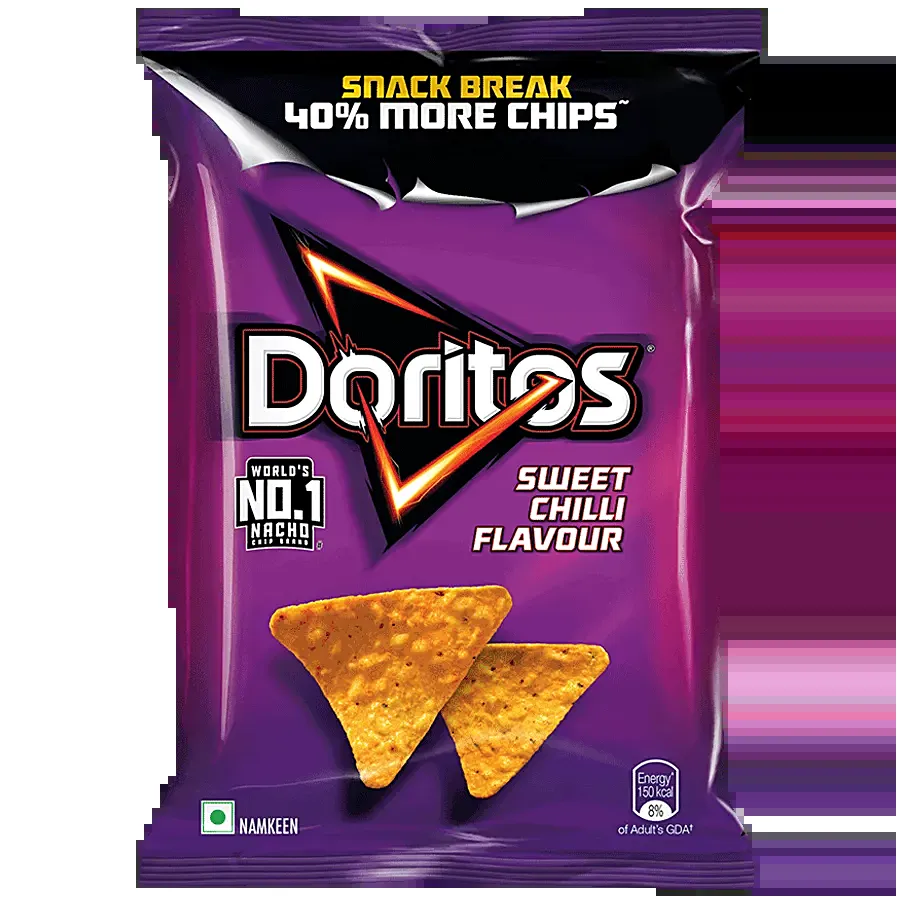 SNACK BREAK
40% MORE CHIPS~
Doritos®
WORLD'S
NO.1
NACHO
CHIP BRAND
SWEET
CHILLI
FLAVOUR
Energy*
150 kcal
8%
of Adult's GDA†
NAMKEEN